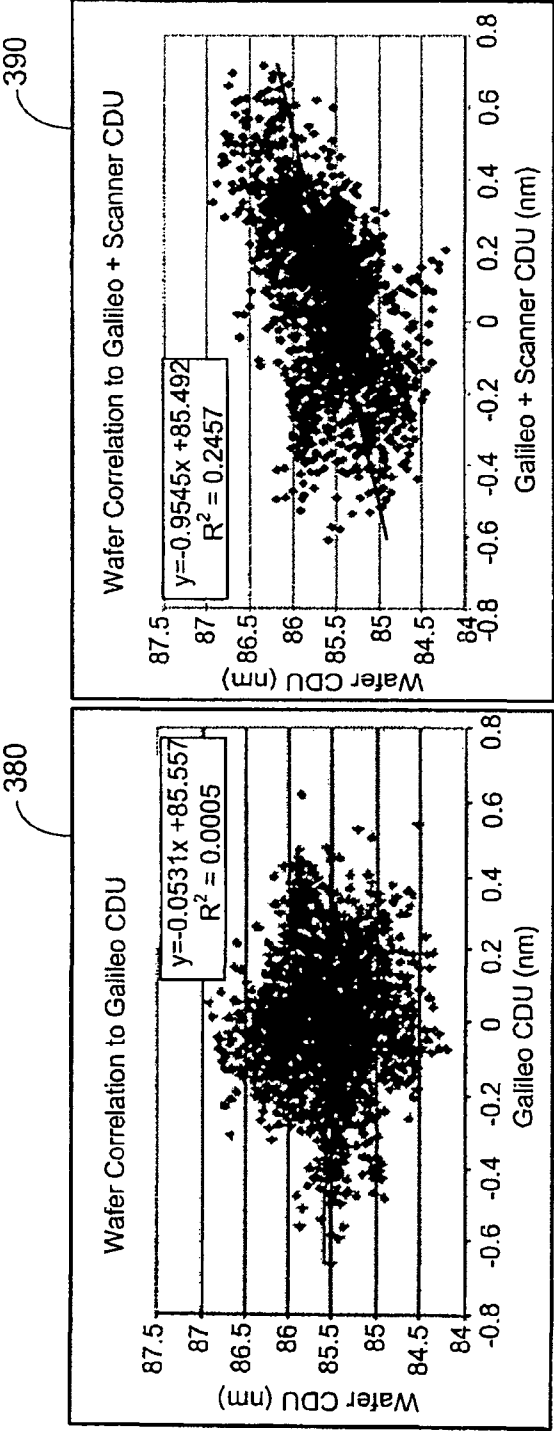 380
Wafer Correlation to Galileo CDU
y=-0.0531x +85.557
R² = 0.0005
Wafer CDU (nm)
87.5
87
86.5
86
85.5
85
84.5
84
-0.8 -0.6 -0.4 -0.2 0 0.2 0.4 0.6 0.8
Galileo CDU (nm)
390
Wafer Correlation to Galileo + Scanner CDU
y=-0.9545x +85.492
R² = 0.2457
Wafer CDU (nm)
87.5
87
86.5
86
85.5
85
84.5
84
-0.8 -0.6 -0.4 -0.2 0 0.2 0.4 0.6 0.8
Galileo + Scanner CDU (nm)